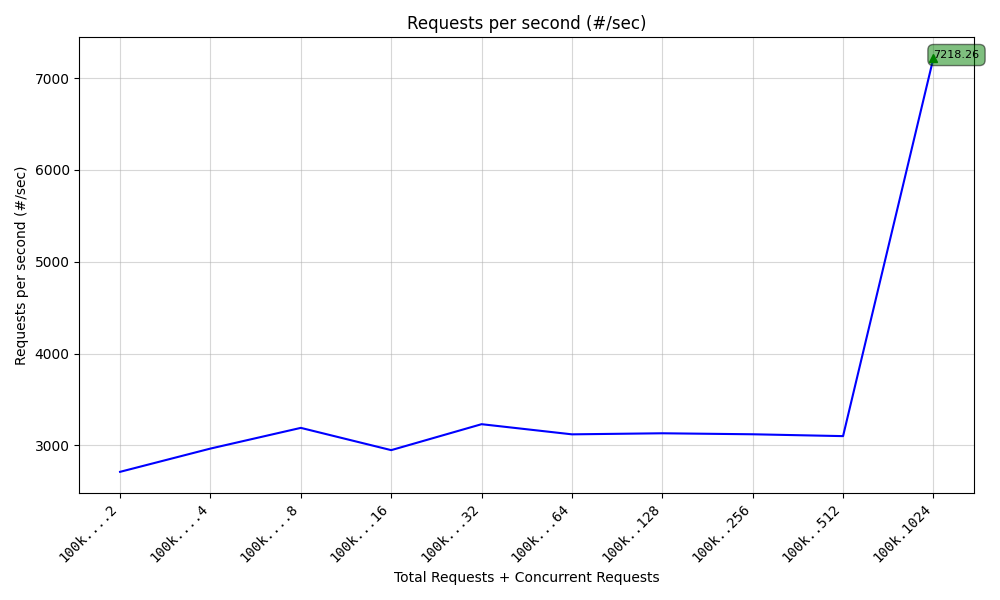 Requests per second (#/sec)
7218.26
7000
6000
5000
4000
3000
Requests per second (#/sec)
100k....2
100k....4
100k....8
100k...16
100k...32
100k...64
100k..128
100k..256
100k..512
100k.1024
Total Requests + Concurrent Requests